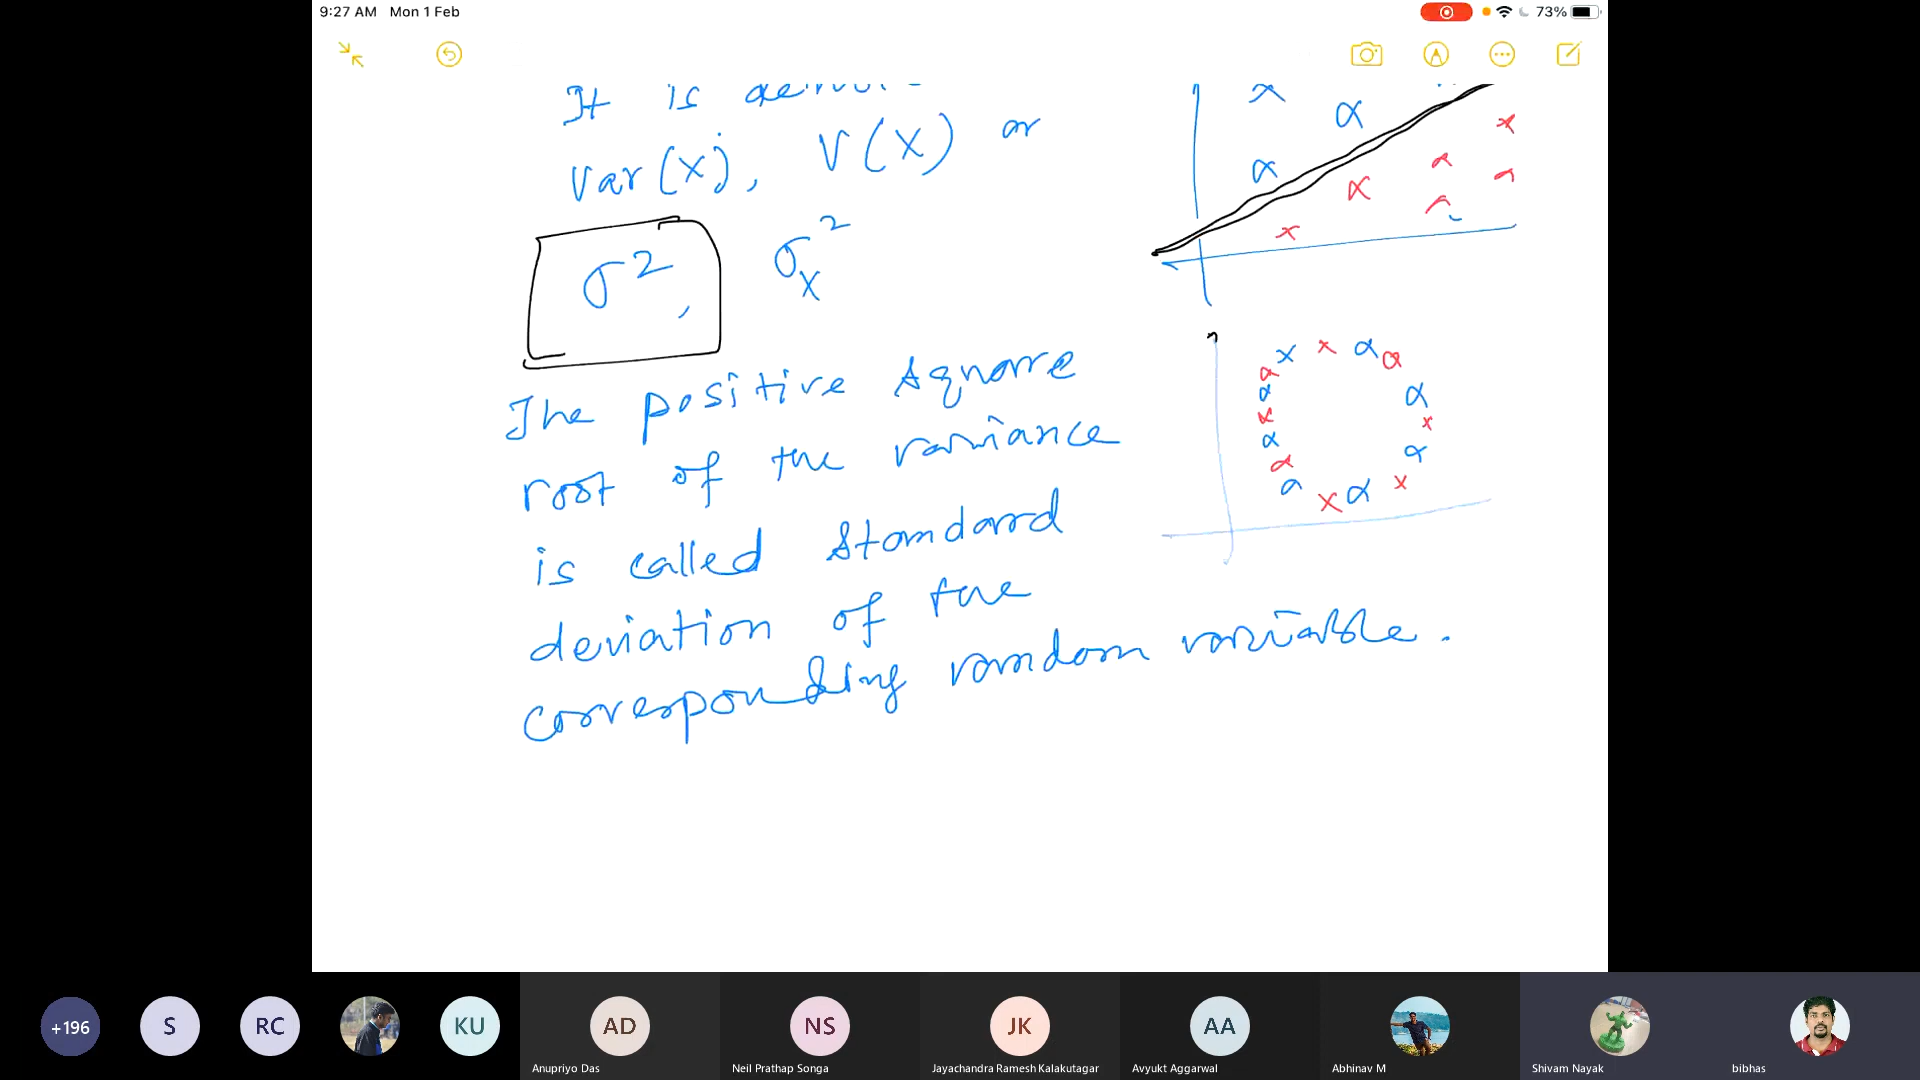 9:27 AM Mon 1 Feb
73%
It is
Var(X), V(X) or
σ², σ_X²
The positive square
root of the variance
is called standard
deviation of the
corresponding random variable.
+196 S RC KU AD NS JK AA
Anupriyo Das Neil Prathap Songa Jayachandra Ramesh Kalakutagar Avyukt Aggarwal Abhinav M Shivam Nayak bibhas